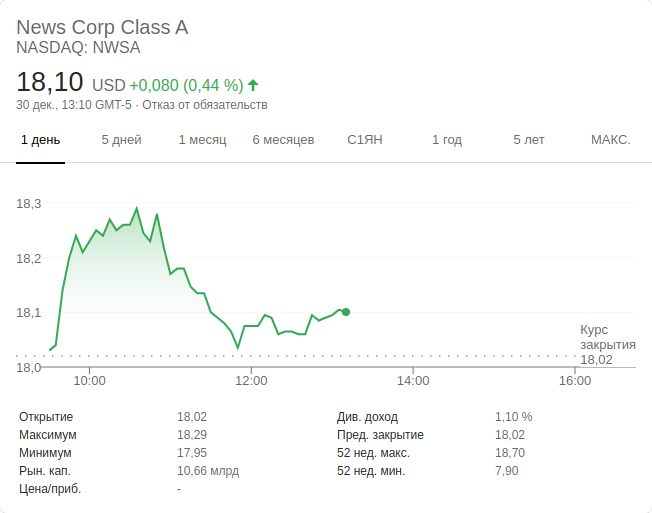 News Corp Class A
NASDAQ: NWSA
18,10 USD +0,080 (0,44 %)
30 дек., 13:10 GMT-5 · Отказ от обязательств
1 день 5 дней 1 месяц 6 месяцев С1ЯН 1 год 5 лет МАКС.
18,3
18,2
18,1
Курс
закрытия
18,02
18,0
10:00 12:00 14:00 16:00
Открытие 18,02 Див. доход 1,10 %
Максимум 18,29 Пред. закрытие 18,02
Минимум 17,95 52 нед. макс. 18,70
Рын. кап. 10,66 млрд 52 нед. мин. 7,90
Цена/приб. -